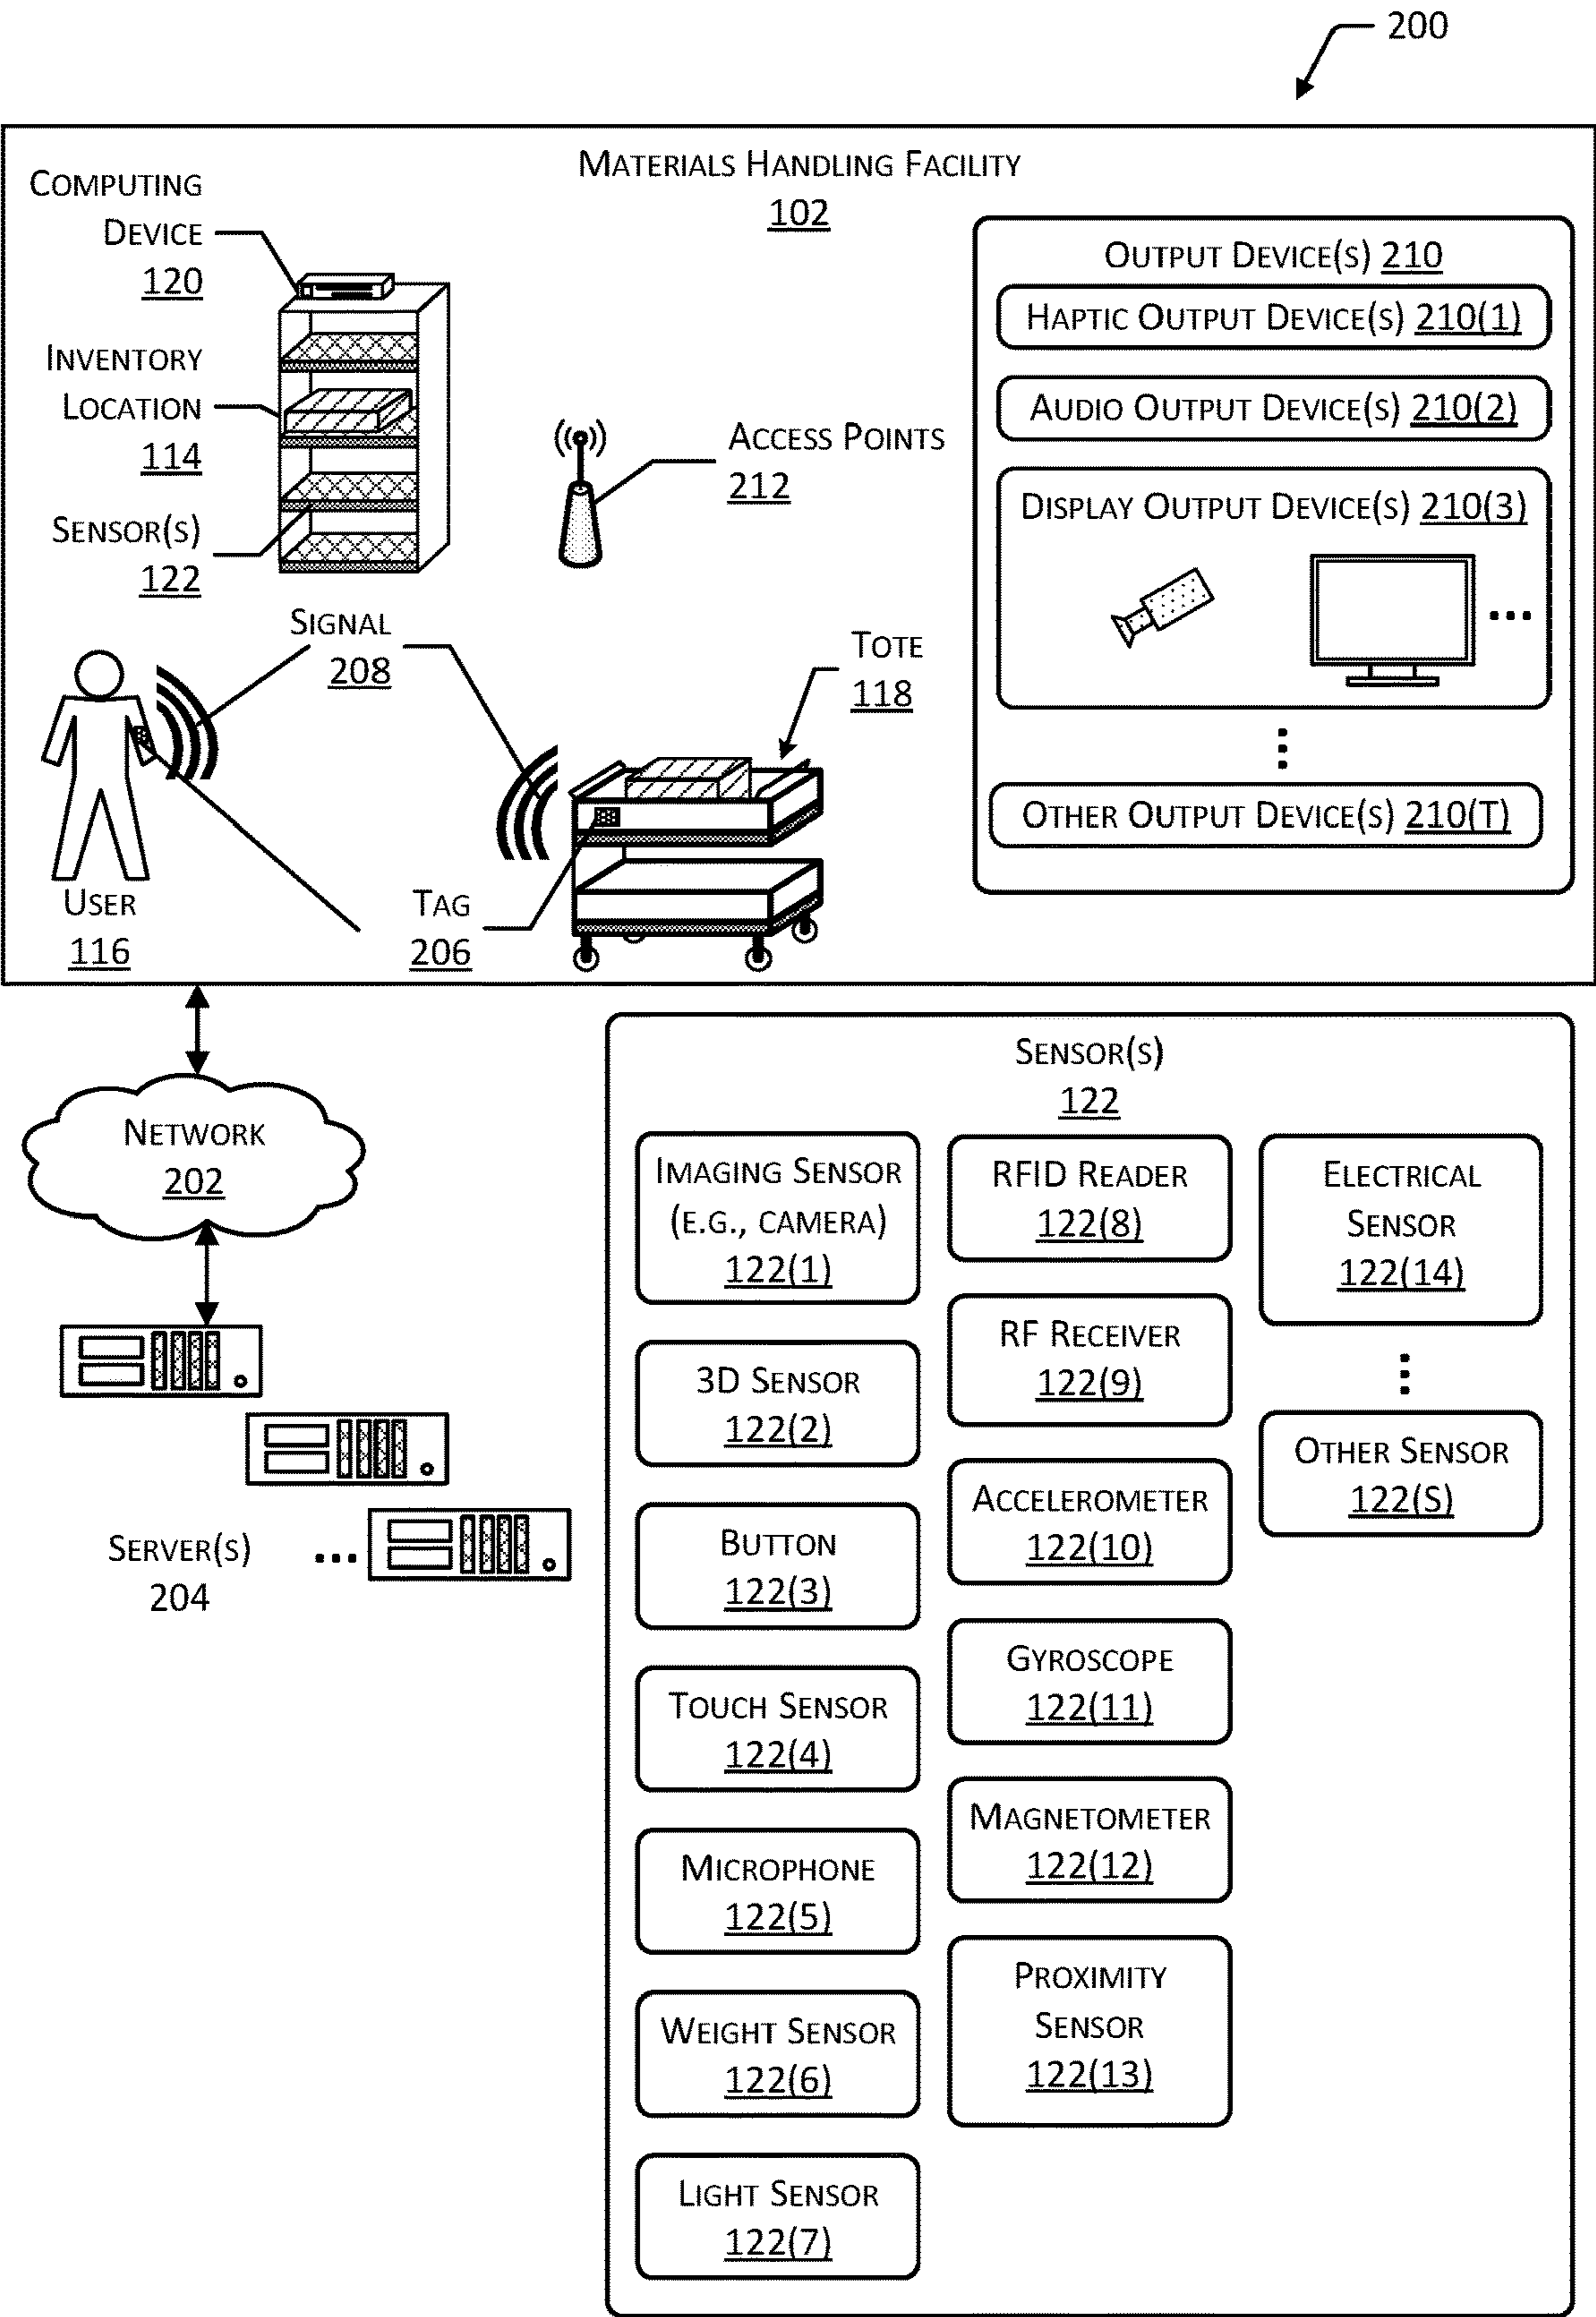 200
MATERIALS HANDLING FACILITY
102
COMPUTING
DEVICE
120
INVENTORY
LOCATION
114
SENSOR(S)
122
ACCESS POINTS
212
SIGNAL
208
TOTE
118
USER
116
TAG
206
OUTPUT DEVICE(S) 210
HAPTIC OUTPUT DEVICE(S) 210(1)
AUDIO OUTPUT DEVICE(S) 210(2)
DISPLAY OUTPUT DEVICE(S) 210(3)
...
OTHER OUTPUT DEVICE(S) 210(T)
NETWORK
202
SERVER(S)
204
...
SENSOR(S)
122
IMAGING SENSOR
(E.G., CAMERA)
122(1)
3D SENSOR
122(2)
BUTTON
122(3)
TOUCH SENSOR
122(4)
MICROPHONE
122(5)
WEIGHT SENSOR
122(6)
LIGHT SENSOR
122(7)
RFID READER
122(8)
RF RECEIVER
122(9)
ACCELEROMETER
122(10)
GYROSCOPE
122(11)
MAGNETOMETER
122(12)
PROXIMITY
SENSOR
122(13)
ELECTRICAL
SENSOR
122(14)
OTHER SENSOR
122(S)